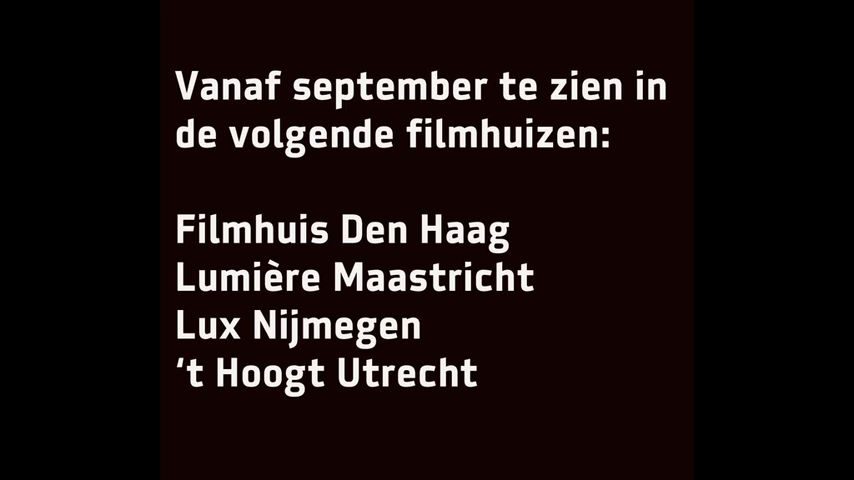 Vanaf september te zien in
de volgende filmhuizen:
Filmhuis Den Haag
Lumière Maastricht
Lux Nijmegen
‘t Hoogt Utrecht